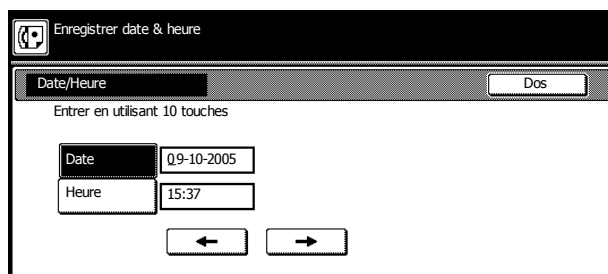 Enregistrer date & heure
Date/Heure
Dos
Entrer en utilisant 10 touches
Date 09-10-2005
Heure 15:37